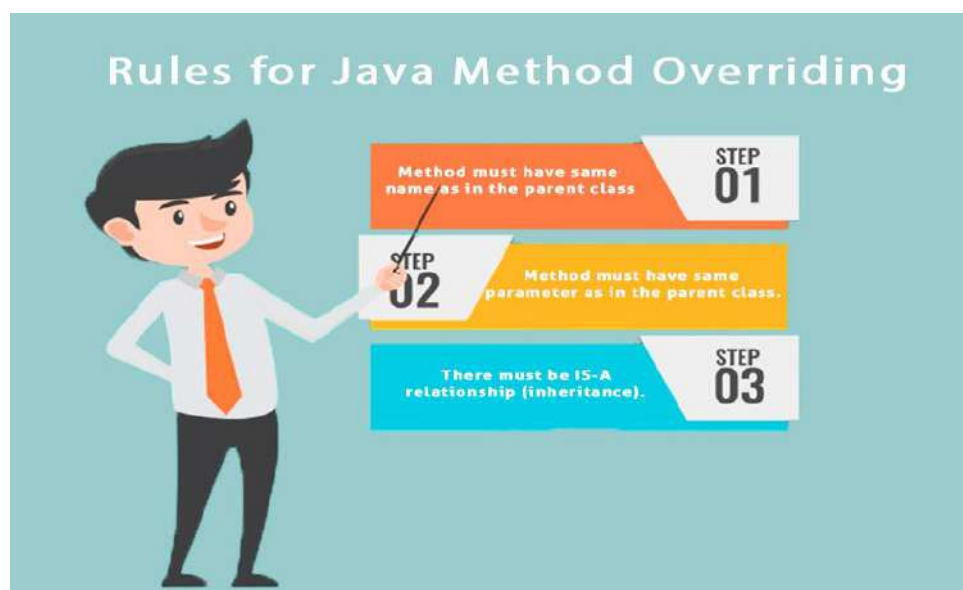 Rules for Java Method Overriding
Method must have same
name as in the parent class
STEP
01
STEP
02
Method must have same
parameter as in the parent class.
There must be IS-A
relationship (inheritance).
STEP
03